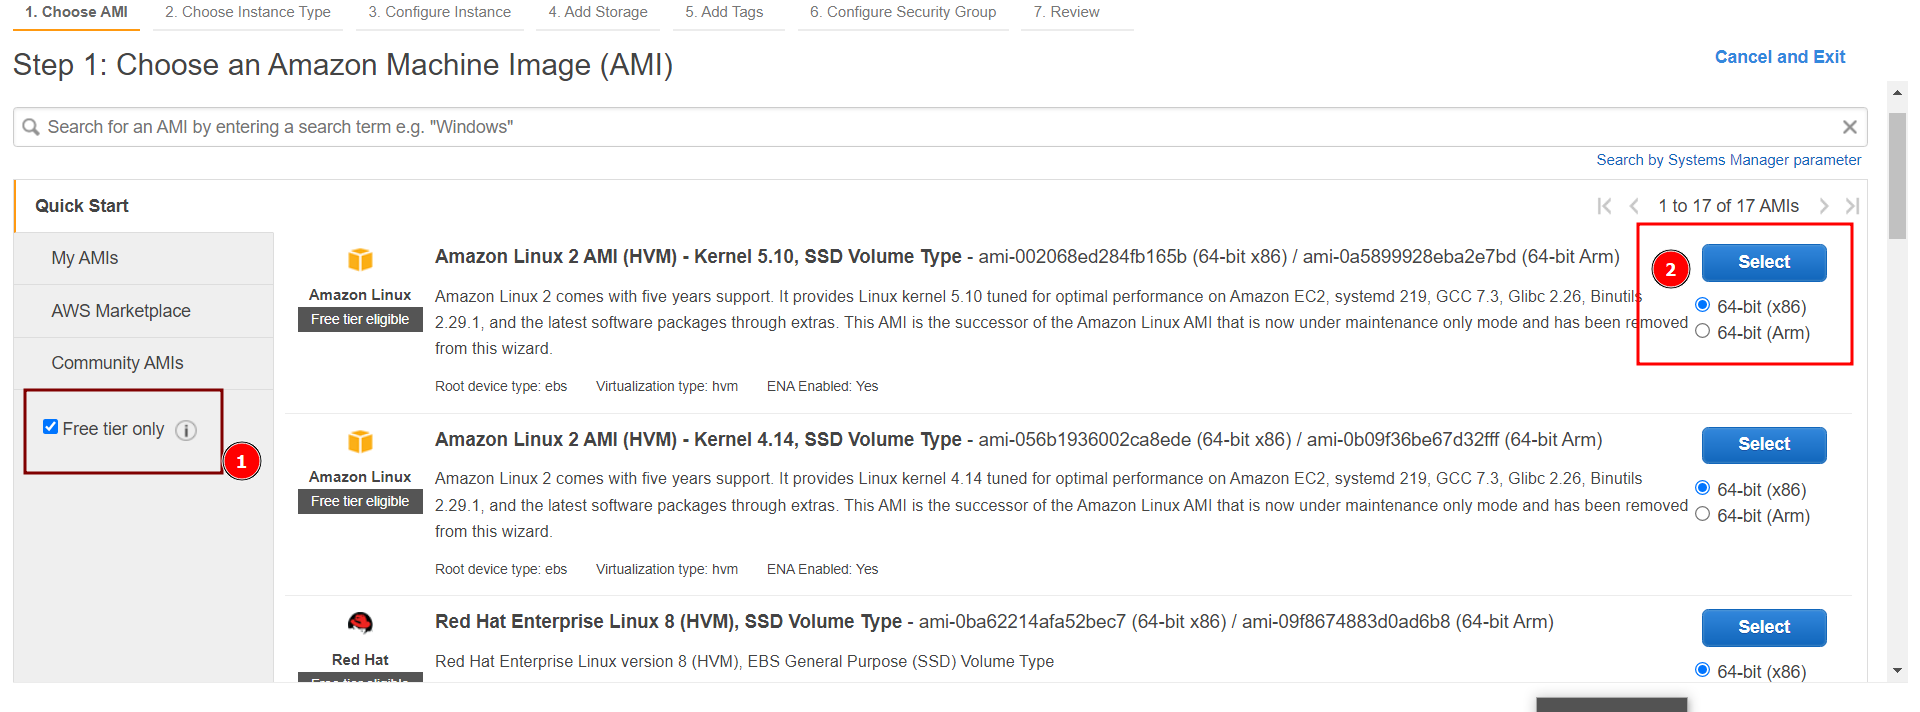 1. Choose AMI 2. Choose Instance Type 3. Configure Instance 4. Add Storage 5. Add Tags 6. Configure Security Group 7. Review
Step 1: Choose an Amazon Machine Image (AMI)
Cancel and Exit
Search for an AMI by entering a search term e.g. "Windows"
Search by Systems Manager parameter
Quick Start
1 to 17 of 17 AMIs
My AMIs
AWS Marketplace
Community AMIs
Free tier only
1
Amazon Linux
Free tier eligible
Amazon Linux 2 AMI (HVM) - Kernel 5.10, SSD Volume Type - ami-002068ed284fb165b (64-bit x86) / ami-0a5899928eba2e7bd (64-bit Arm)
Amazon Linux 2 comes with five years support. It provides Linux kernel 5.10 tuned for optimal performance on Amazon EC2, systemd 219, GCC 7.3, Glibc 2.26, Binutils
2.29.1, and the latest software packages through extras. This AMI is the successor of the Amazon Linux AMI that is now under maintenance only mode and has been removed
from this wizard.
Root device type: ebs Virtualization type: hvm ENA Enabled: Yes
2
Select
64-bit (x86)
64-bit (Arm)
Amazon Linux
Free tier eligible
Amazon Linux 2 AMI (HVM) - Kernel 4.14, SSD Volume Type - ami-056b1936002ca8ede (64-bit x86) / ami-0b09f36be67d32fff (64-bit Arm)
Amazon Linux 2 comes with five years support. It provides Linux kernel 4.14 tuned for optimal performance on Amazon EC2, systemd 219, GCC 7.3, Glibc 2.26, Binutils
2.29.1, and the latest software packages through extras. This AMI is the successor of the Amazon Linux AMI that is now under maintenance only mode and has been removed
from this wizard.
Root device type: ebs Virtualization type: hvm ENA Enabled: Yes
Select
64-bit (x86)
64-bit (Arm)
Red Hat
Free tier eligible
Red Hat Enterprise Linux 8 (HVM), SSD Volume Type - ami-0ba62214afa52bec7 (64-bit x86) / ami-09f8674883d0ad6b8 (64-bit Arm)
Red Hat Enterprise Linux version 8 (HVM), EBS General Purpose (SSD) Volume Type
Select
64-bit (x86)